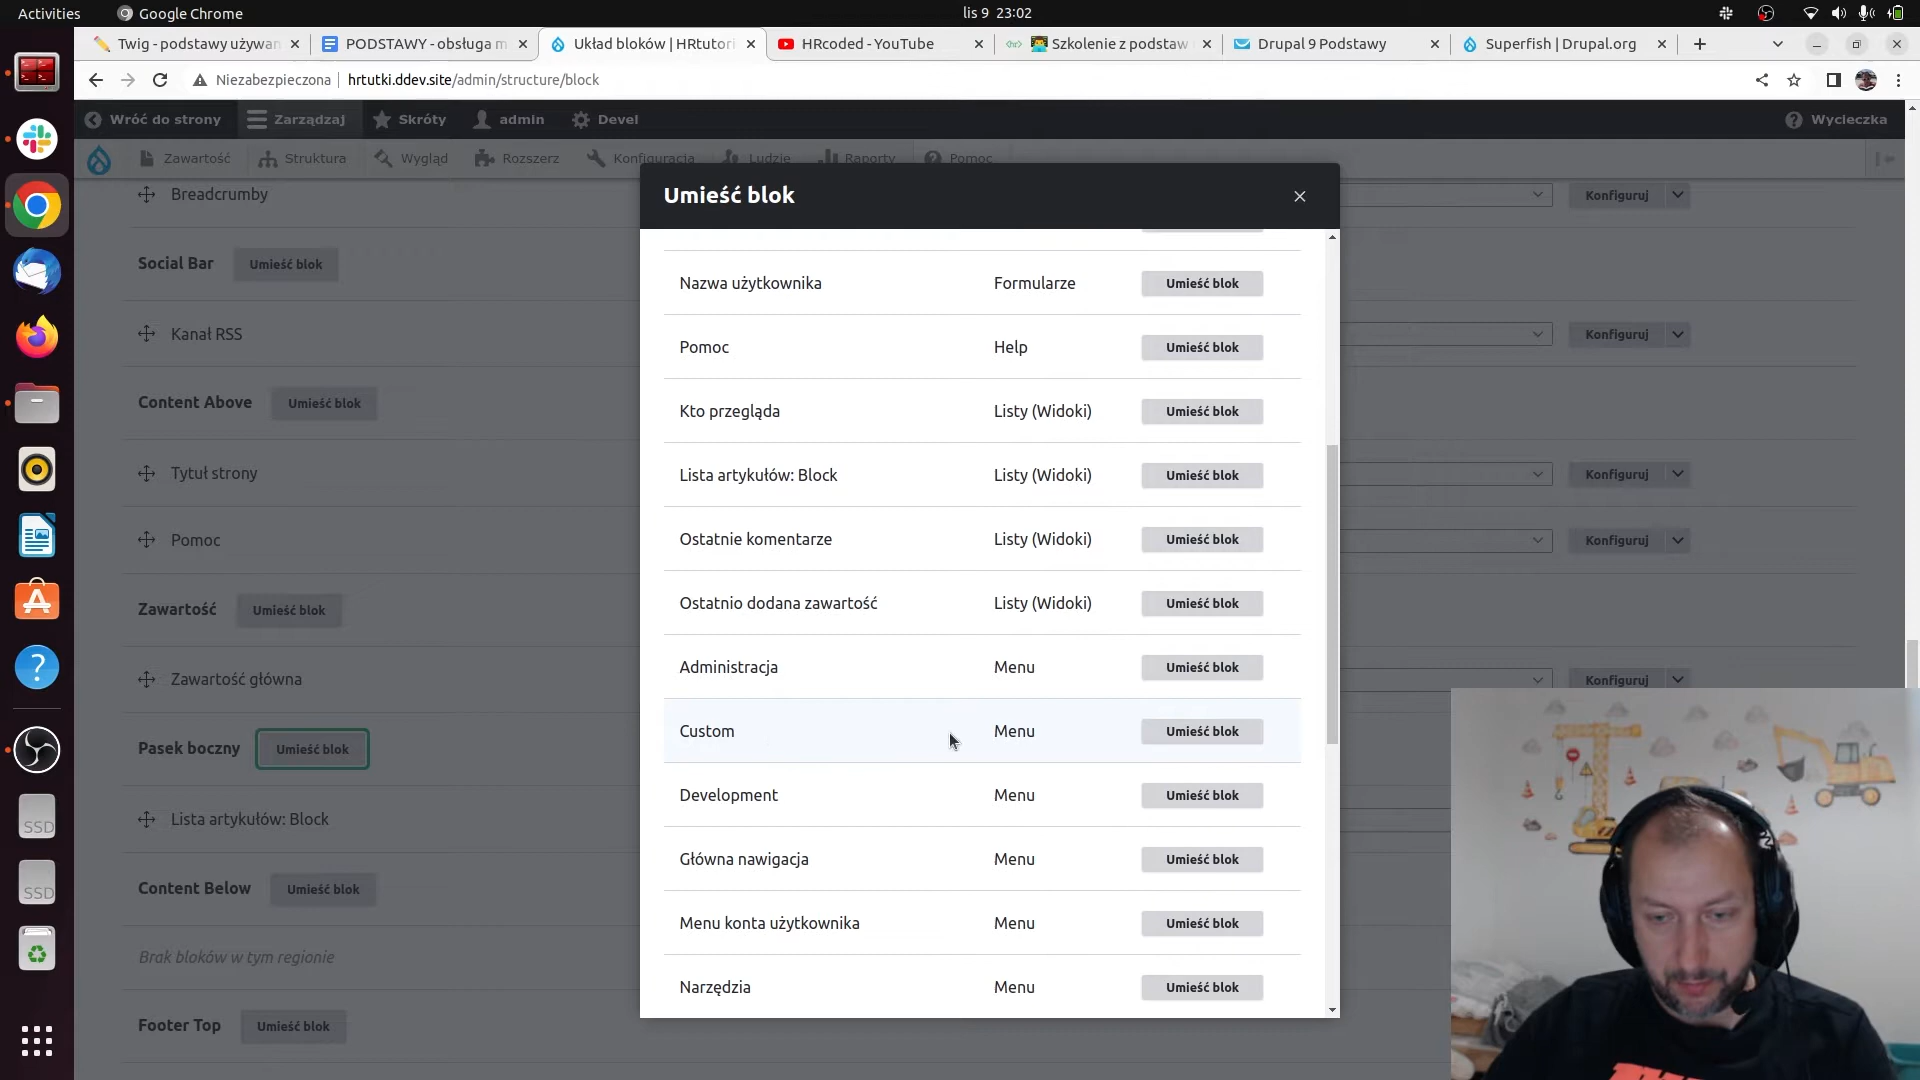 Activities
Google Chrome
lis 9 23:02
Twig - podstawy używan
PODSTAWY - obsługa m
Układ bloków | HRtutori
HRcoded - YouTube
Szkolenie z podstaw
Drupal 9 Podstawy
Superfish | Drupal.org
Niezabezpieczona
hrtutki.ddev.site/admin/structure/block
Wróć do strony
Zarządzaj
Skróty
admin
Devel
Wycieczka
Zawartość
Struktura
Wygląd
Rozszerz
Konfiguracja
Ludzie
Raporty
Pomoc
Umieść blok
Breadcrumby
Konfiguruj
Social Bar
Umieść blok
Kanał RSS
Konfiguruj
Content Above
Umieść blok
Tytuł strony
Konfiguruj
Pomoc
Konfiguruj
Zawartość
Umieść blok
Zawartość główna
Konfiguruj
Pasek boczny
Umieść blok
Lista artykułów: Block
Content Below
Umieść blok
Brak bloków w tym regionie
Footer Top
Umieść blok
Nazwa użytkownika Formularze Umieść blok
Pomoc Help Umieść blok
Kto przegląda Listy (Widoki) Umieść blok
Lista artykułów: Block Listy (Widoki) Umieść blok
Ostatnie komentarze Listy (Widoki) Umieść blok
Ostatnio dodana zawartość Listy (Widoki) Umieść blok
Administracja Menu Umieść blok
Custom Menu Umieść blok
Development Menu Umieść blok
Główna nawigacja Menu Umieść blok
Menu konta użytkownika Menu Umieść blok
Narzędzia Menu Umieść blok
SSD
SSD